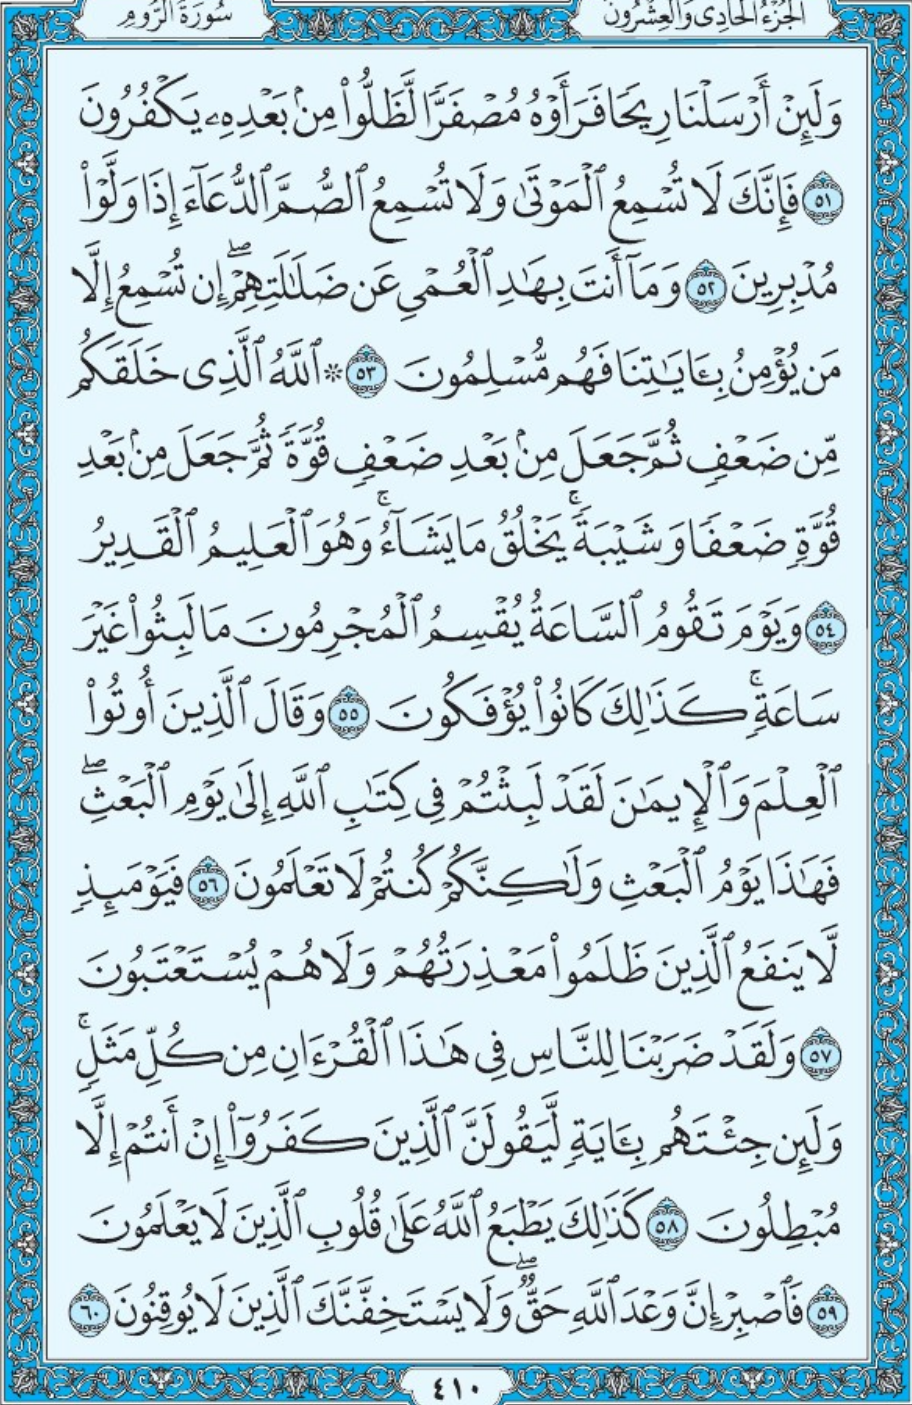 الجُزْءُ الحَادِى وَالعِشْرُونَ
سُورَةُ الرُّومِ
وَلَئِنْ أَرْسَلْنَا رِيحًا فَرَأَوْهُ مُصْفَرًّا لَّظَلُّوا۟ مِنۢ بَعْدِهِۦ يَكْفُرُونَ
٥١ فَإِنَّكَ لَا تُسْمِعُ ٱلْمَوْتَىٰ وَلَا تُسْمِعُ ٱلصُّمَّ ٱلدُّعَآءَ إِذَا وَلَّوْا۟
مُدْبِرِينَ ٥٢ وَمَآ أَنتَ بِهَـٰدِ ٱلْعُمْىِ عَن ضَلَـٰلَتِهِمْ ۖ إِن تُسْمِعُ إِلَّا
مَن يُؤْمِنُ بِـَٔايَـٰتِنَا فَهُم مُّسْلِمُونَ ٥٣ * ٱللَّهُ ٱلَّذِى خَلَقَكُم
مِّن ضَعْفٍ ثُمَّ جَعَلَ مِنۢ بَعْدِ ضَعْفٍ قُوَّةً ثُمَّ جَعَلَ مِنۢ بَعْدِ
قُوَّةٍ ضَعْفًا وَشَيْبَةً ۚ يَخْلُقُ مَا يَشَآءُ ۚ وَهُوَ ٱلْعَلِيمُ ٱلْقَدِيرُ
٥٤ وَيَوْمَ تَقُومُ ٱلسَّاعَةُ يُقْسِمُ ٱلْمُجْرِمُونَ مَا لَبِثُوا۟ غَيْرَ
سَاعَةٍ ۚ كَذَٰلِكَ كَانُوا۟ يُؤْفَكُونَ ٥٥ وَقَالَ ٱلَّذِينَ أُوتُوا۟
ٱلْعِلْمَ وَٱلْإِيمَـٰنَ لَقَدْ لَبِثْتُمْ فِى كِتَـٰبِ ٱللَّهِ إِلَىٰ يَوْمِ ٱلْبَعْثِ ۖ
فَهَـٰذَا يَوْمُ ٱلْبَعْثِ وَلَـٰكِنَّكُمْ كُنتُمْ لَا تَعْلَمُونَ ٥٦ فَيَوْمَئِذٍ
لَّا يَنفَعُ ٱلَّذِينَ ظَلَمُوا۟ مَعْذِرَتُهُمْ وَلَا هُمْ يُسْتَعْتَبُونَ
٥٧ وَلَقَدْ ضَرَبْنَا لِلنَّاسِ فِى هَـٰذَا ٱلْقُرْءَانِ مِن كُلِّ مَثَلٍ ۚ
وَلَئِن جِئْتَهُم بِـَٔايَةٍ لَّيَقُولَنَّ ٱلَّذِينَ كَفَرُوٓا۟ إِنْ أَنتُمْ إِلَّا
مُبْطِلُونَ ٥٨ كَذَٰلِكَ يَطْبَعُ ٱللَّهُ عَلَىٰ قُلُوبِ ٱلَّذِينَ لَا يَعْلَمُونَ
٥٩ فَٱصْبِرْ إِنَّ وَعْدَ ٱللَّهِ حَقٌّ ۖ وَلَا يَسْتَخِفَّنَّكَ ٱلَّذِينَ لَا يُوقِنُونَ ٦٠
٤١٠